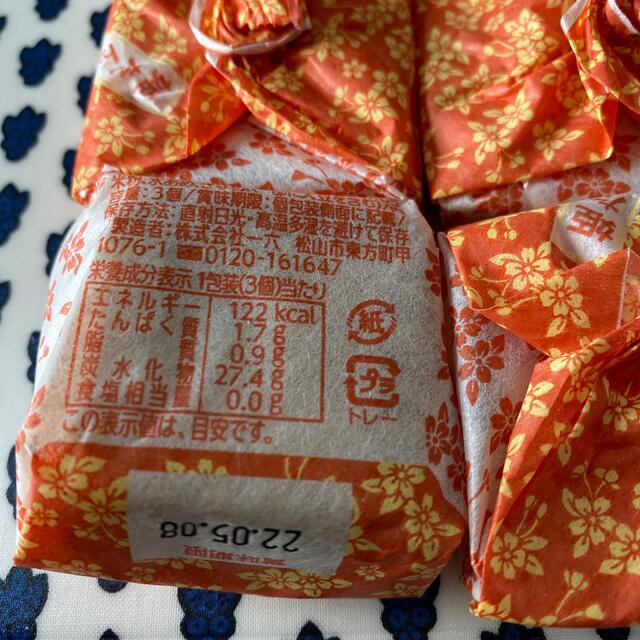 量：3個/賞味期限：個包装側面に記載/
保存方法：直射日光・高温多湿を避けて保存
製造者：株式会社一六 松山市東方町甲
1076-1 ☎0120-161647
栄養成分表示 1包装(3個)当たり
エネルギー 122 kcal
たんぱく質 1.7 g
脂質 0.9 g
炭水化物 27.4 g
食塩相当量 0.0 g
この表示値は、目安です。
紙
プラ
トレー
賞味期限
22.05.08
姫